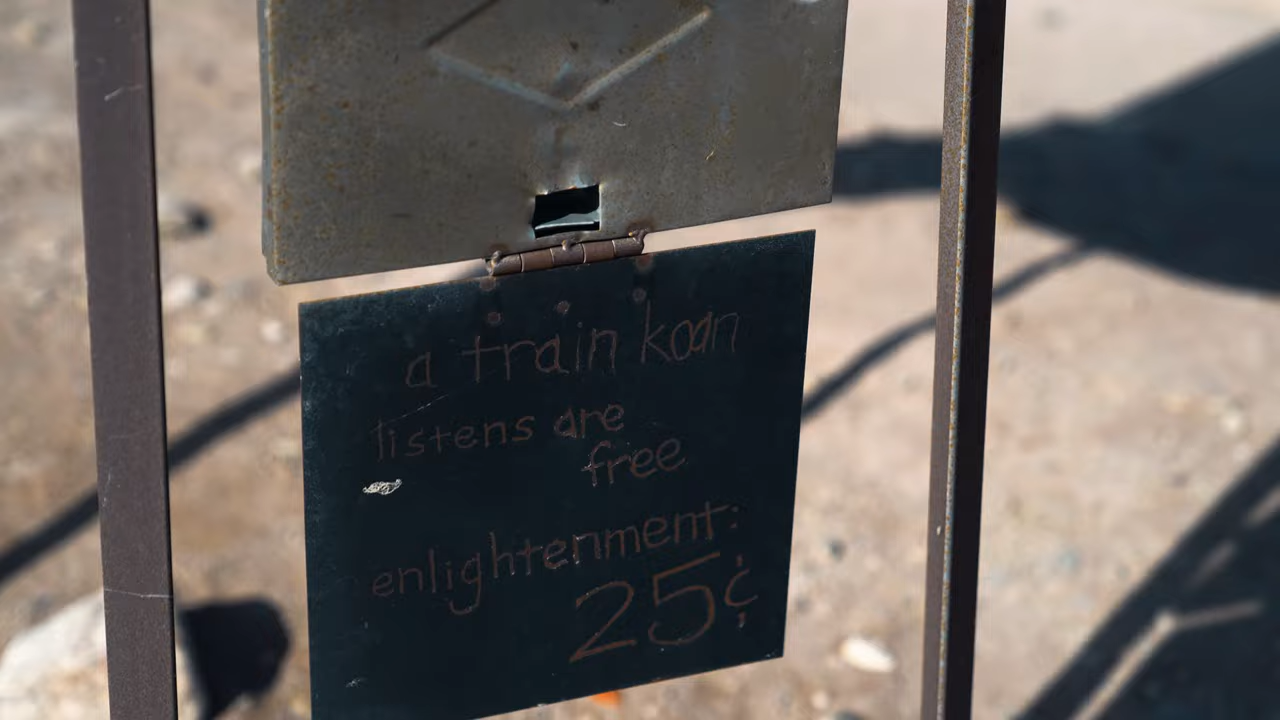 a train koan
listens are
free
enlightenment:
25¢